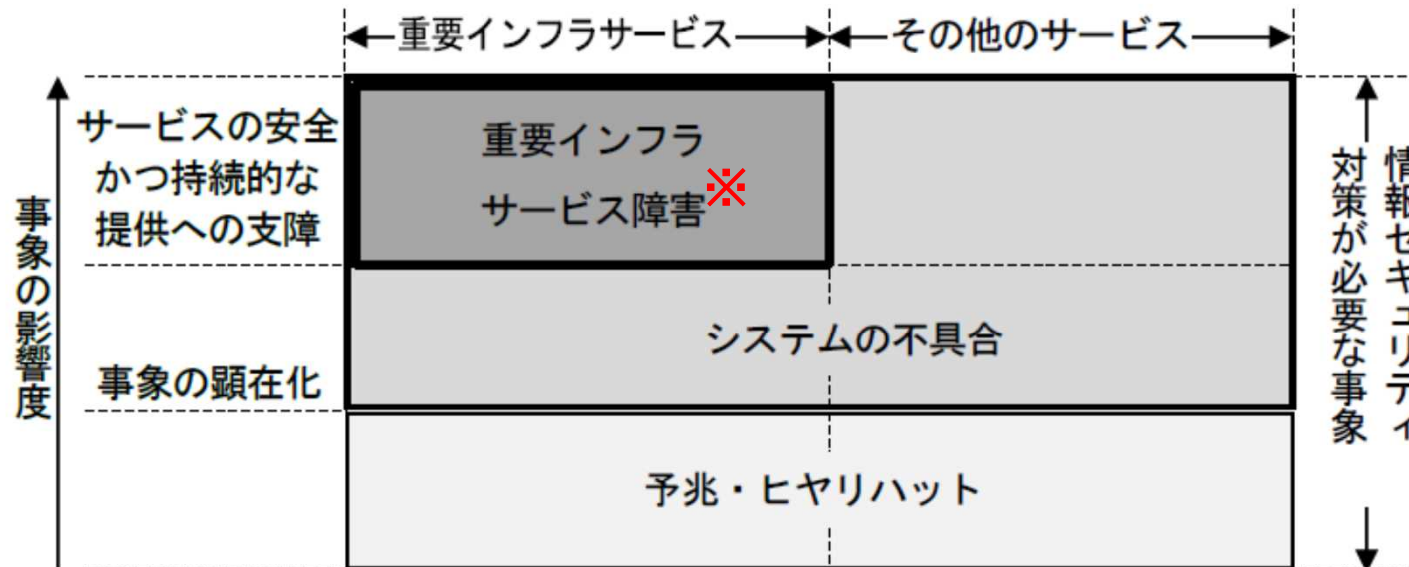 重要インフラサービス
その他のサービス
サービスの安全
かつ持続的な
提供への支障
重要インフラ
サービス障害※
システムの不具合
事象の顕在化
予兆・ヒヤリハット
事象の影響度
情報セキュリティ
対策が必要な事象